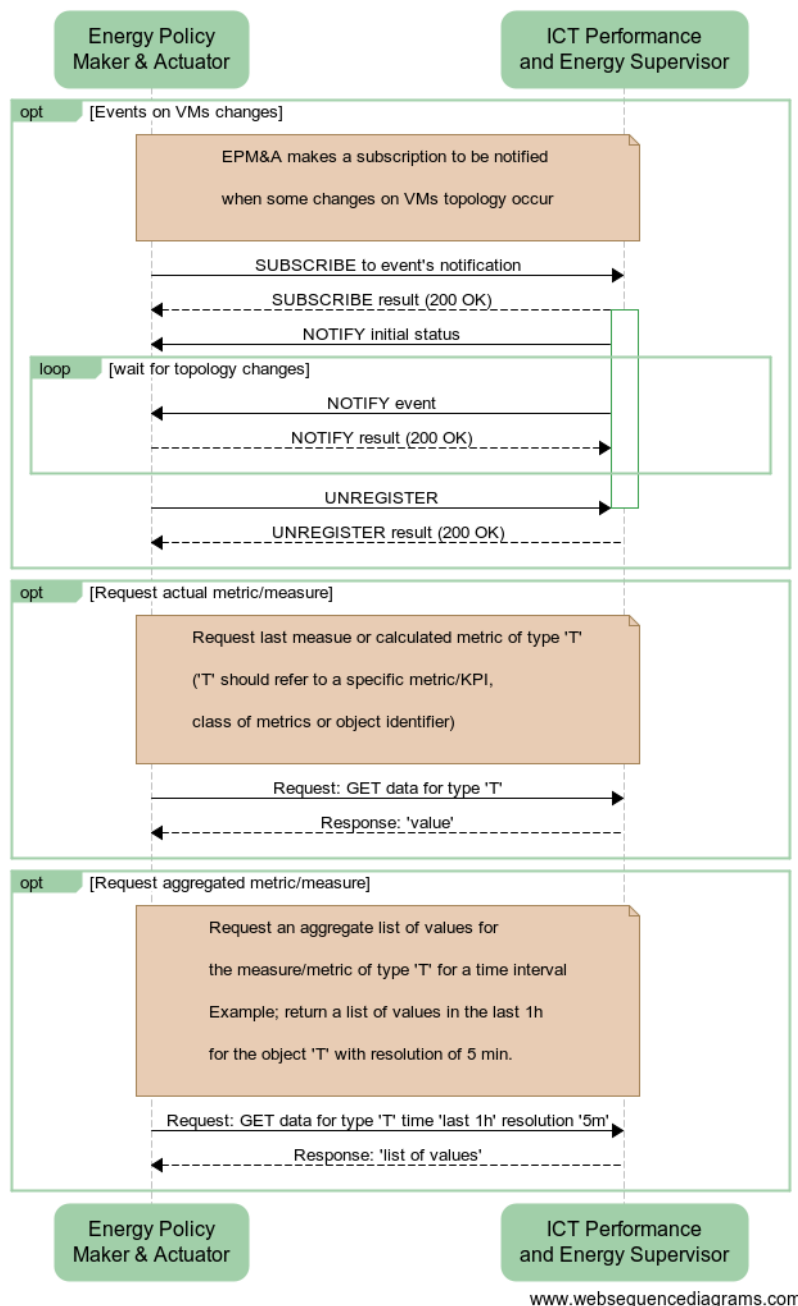 Energy Policy
Maker & Actuator
ICT Performance
and Energy Supervisor
opt
[Events on VMs changes]
EPM&A makes a subscription to be notified
when some changes on VMs topology occur
SUBSCRIBE to event's notification
SUBSCRIBE result (200 OK)
NOTIFY initial status
loop
[wait for topology changes]
NOTIFY event
NOTIFY result (200 OK)
UNREGISTER
UNREGISTER result (200 OK)
opt
[Request actual metric/measure]
Request last measue or calculated metric of type 'T'
('T' should refer to a specific metric/KPI,
class of metrics or object identifier)
Request: GET data for type 'T'
Response: 'value'
opt
[Request aggregated metric/measure]
Request an aggregate list of values for
the measure/metric of type 'T' for a time interval
Example; return a list of values in the last 1h
for the object 'T' with resolution of 5 min.
Request: GET data for type 'T' time 'last 1h' resolution '5m'
Response: 'list of values'
Energy Policy
Maker & Actuator
ICT Performance
and Energy Supervisor
www.websequencediagrams.com